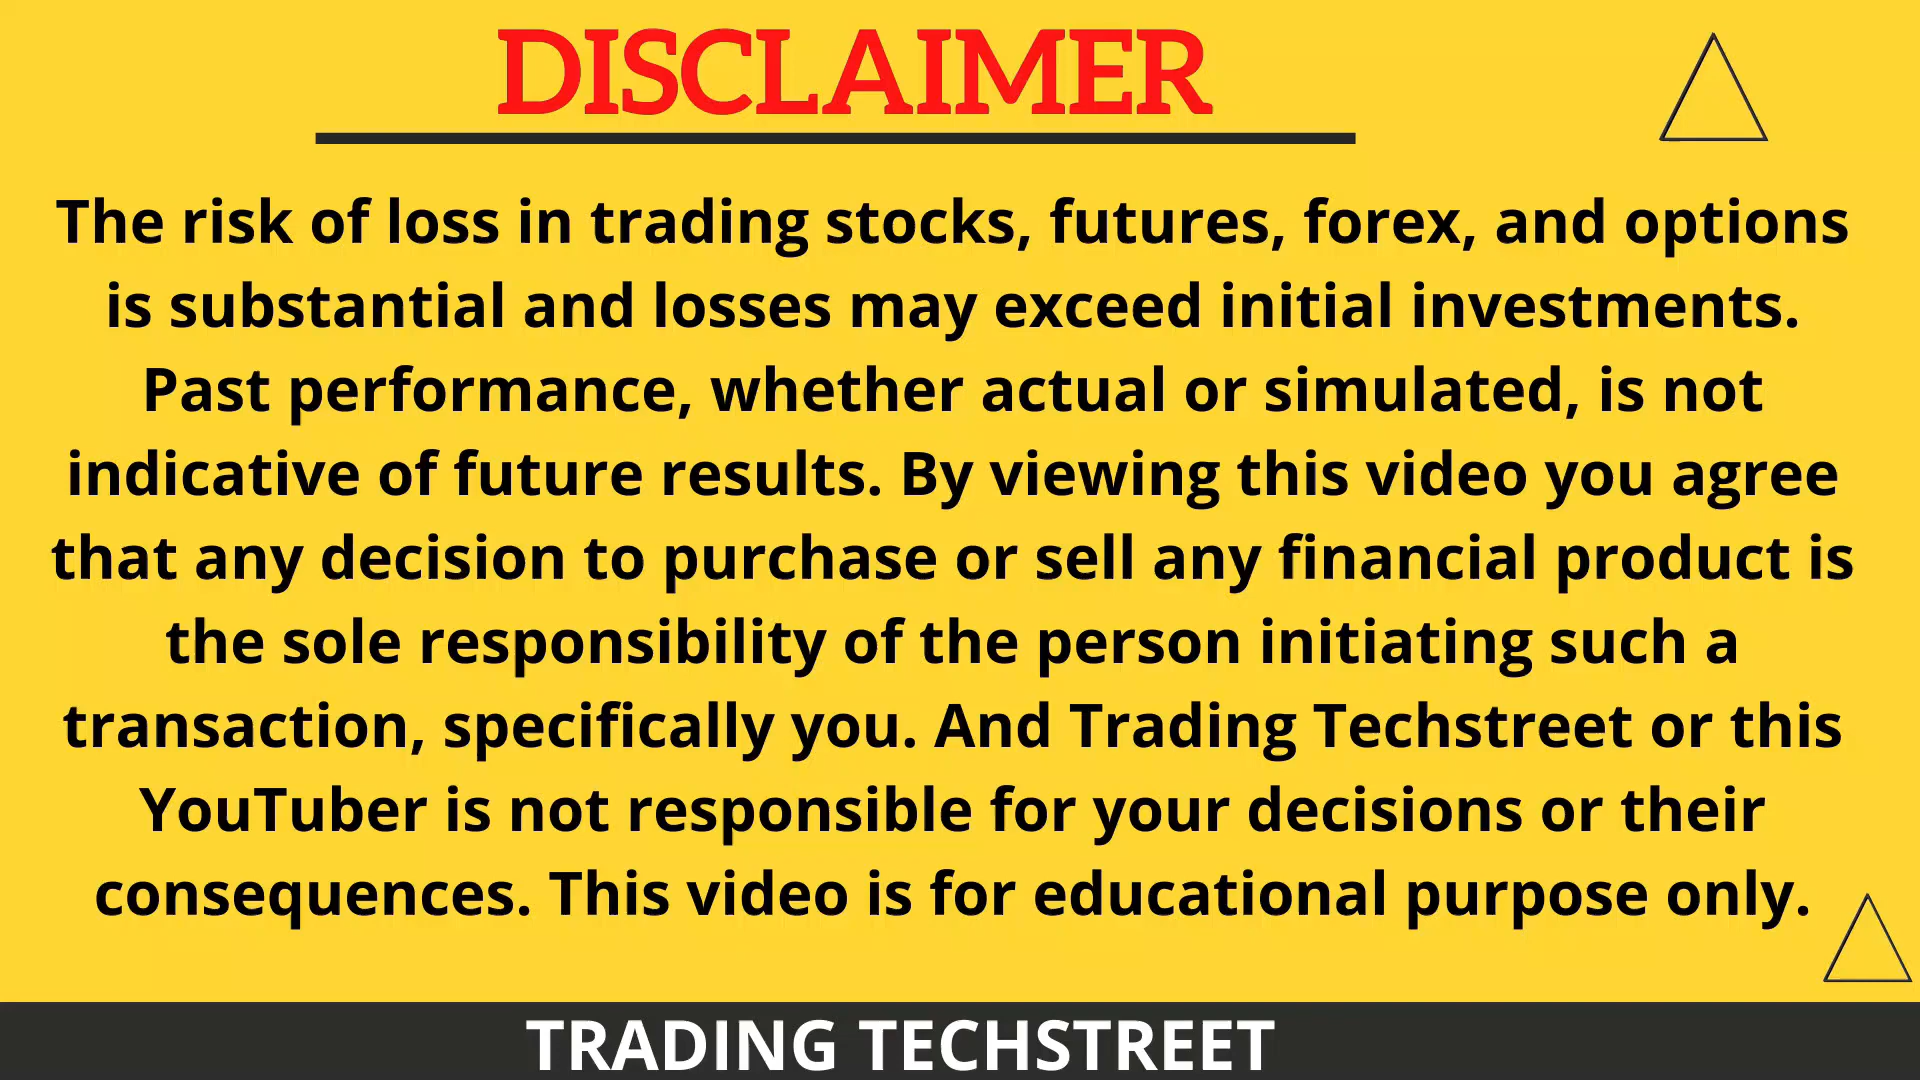 DISCLAIMER
The risk of loss in trading stocks, futures, forex, and options
is substantial and losses may exceed initial investments.
Past performance, whether actual or simulated, is not
indicative of future results. By viewing this video you agree
that any decision to purchase or sell any financial product is
the sole responsibility of the person initiating such a
transaction, specifically you. And Trading Techstreet or this
YouTuber is not responsible for your decisions or their
consequences. This video is for educational purpose only.
TRADING TECHSTREET